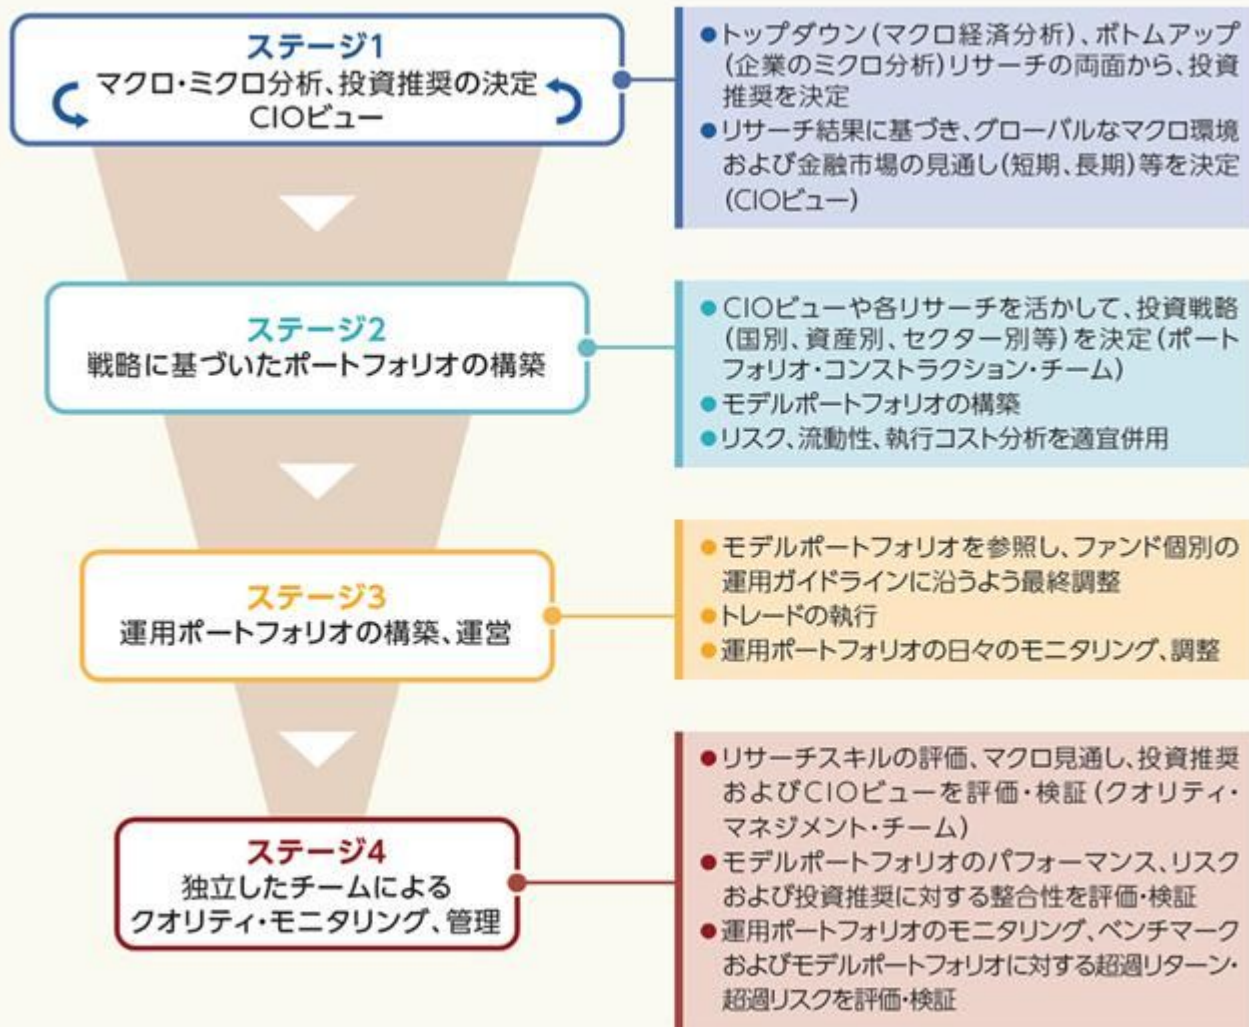 ステージ1
マクロ・ミクロ分析、投資推奨の決定
CIOビュー
●トップダウン(マクロ経済分析)、ボトムアップ
(企業のミクロ分析)リサーチの両面から、投資
推奨を決定
●リサーチ結果に基づき、グローバルなマクロ環境
および金融市場の見通し(短期、長期)等を決定
(CIOビュー)
ステージ2
戦略に基づいたポートフォリオの構築
●CIOビューや各リサーチを活かして、投資戦略
(国別、資産別、セクター別等)を決定(ポート
フォリオ・コンストラクション・チーム)
●モデルポートフォリオの構築
●リスク、流動性、執行コスト分析を適宜併用
ステージ3
運用ポートフォリオの構築、運営
●モデルポートフォリオを参照し、ファンド個別の
運用ガイドラインに沿うよう最終調整
●トレードの執行
●運用ポートフォリオの日々のモニタリング、調整
ステージ4
独立したチームによる
クオリティ・モニタリング、管理
●リサーチスキルの評価、マクロ見通し、投資推奨
およびCIOビューを評価・検証(クオリティ・
マネジメント・チーム)
●モデルポートフォリオのパフォーマンス、リスク
および投資推奨に対する整合性を評価・検証
●運用ポートフォリオのモニタリング、ベンチマーク
およびモデルポートフォリオに対する超過リターン・
超過リスクを評価・検証